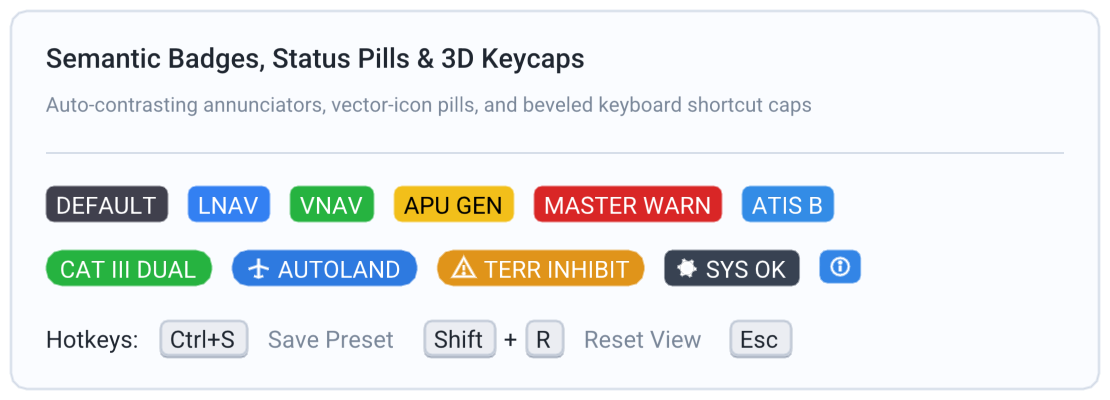 Semantic Badges, Status Pills & 3D Keycaps
Auto-contrasting annunciators, vector-icon pills, and beveled keyboard shortcut caps
DEFAULT LNAV VNAV APU GEN MASTER WARN ATIS B
CAT III DUAL AUTOLAND TERR INHIBIT SYS OK
Hotkeys: Ctrl+S Save Preset Shift + R Reset View Esc